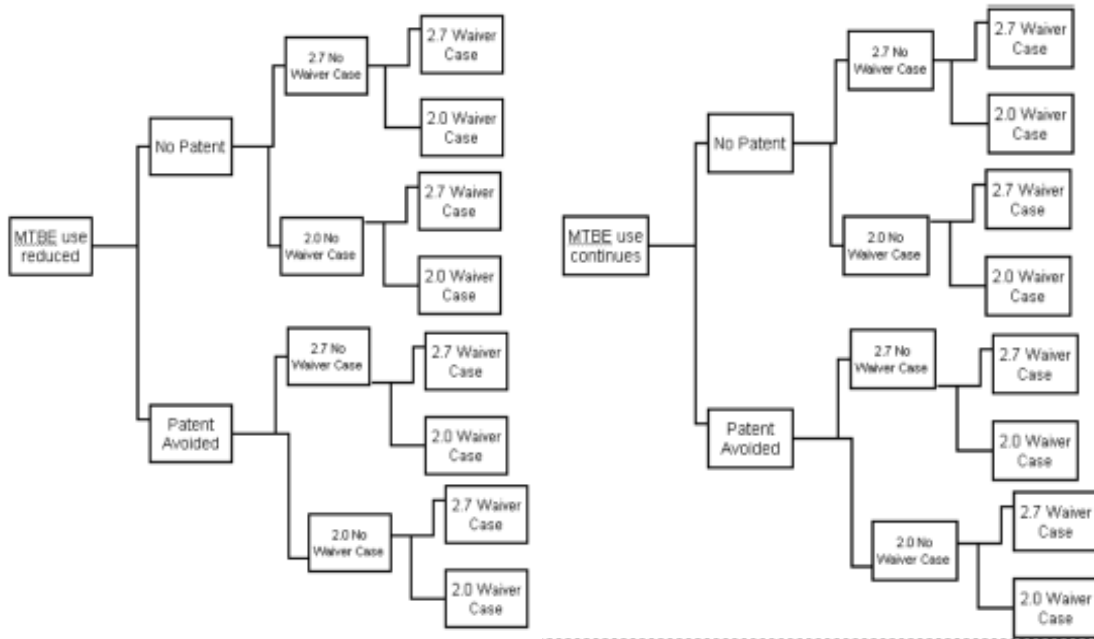 MTBE use
reduced
No Patent
2.7 No
Waiver Case
2.7 Waiver
Case
2.0 Waiver
Case
2.0 No
Waiver Case
2.7 Waiver
Case
2.0 Waiver
Case
Patent
Avoided
2.7 No
Waiver Case
2.7 Waiver
Case
2.0 Waiver
Case
2.0 No
Waiver Case
2.7 Waiver
Case
2.0 Waiver
Case
MTBE use
continues
No Patent
2.7 No
Waiver Case
2.7 Waiver
Case
2.0 Waiver
Case
2.0 No
Waiver Case
2.7 Waiver
Case
2.0 Waiver
Case
Patent
Avoided
2.7 No
Waiver Case
2.7 Waiver
Case
2.0 Waiver
Case
2.0 No
Waiver Case
2.7 Waiver
Case
2.0 Waiver
Case